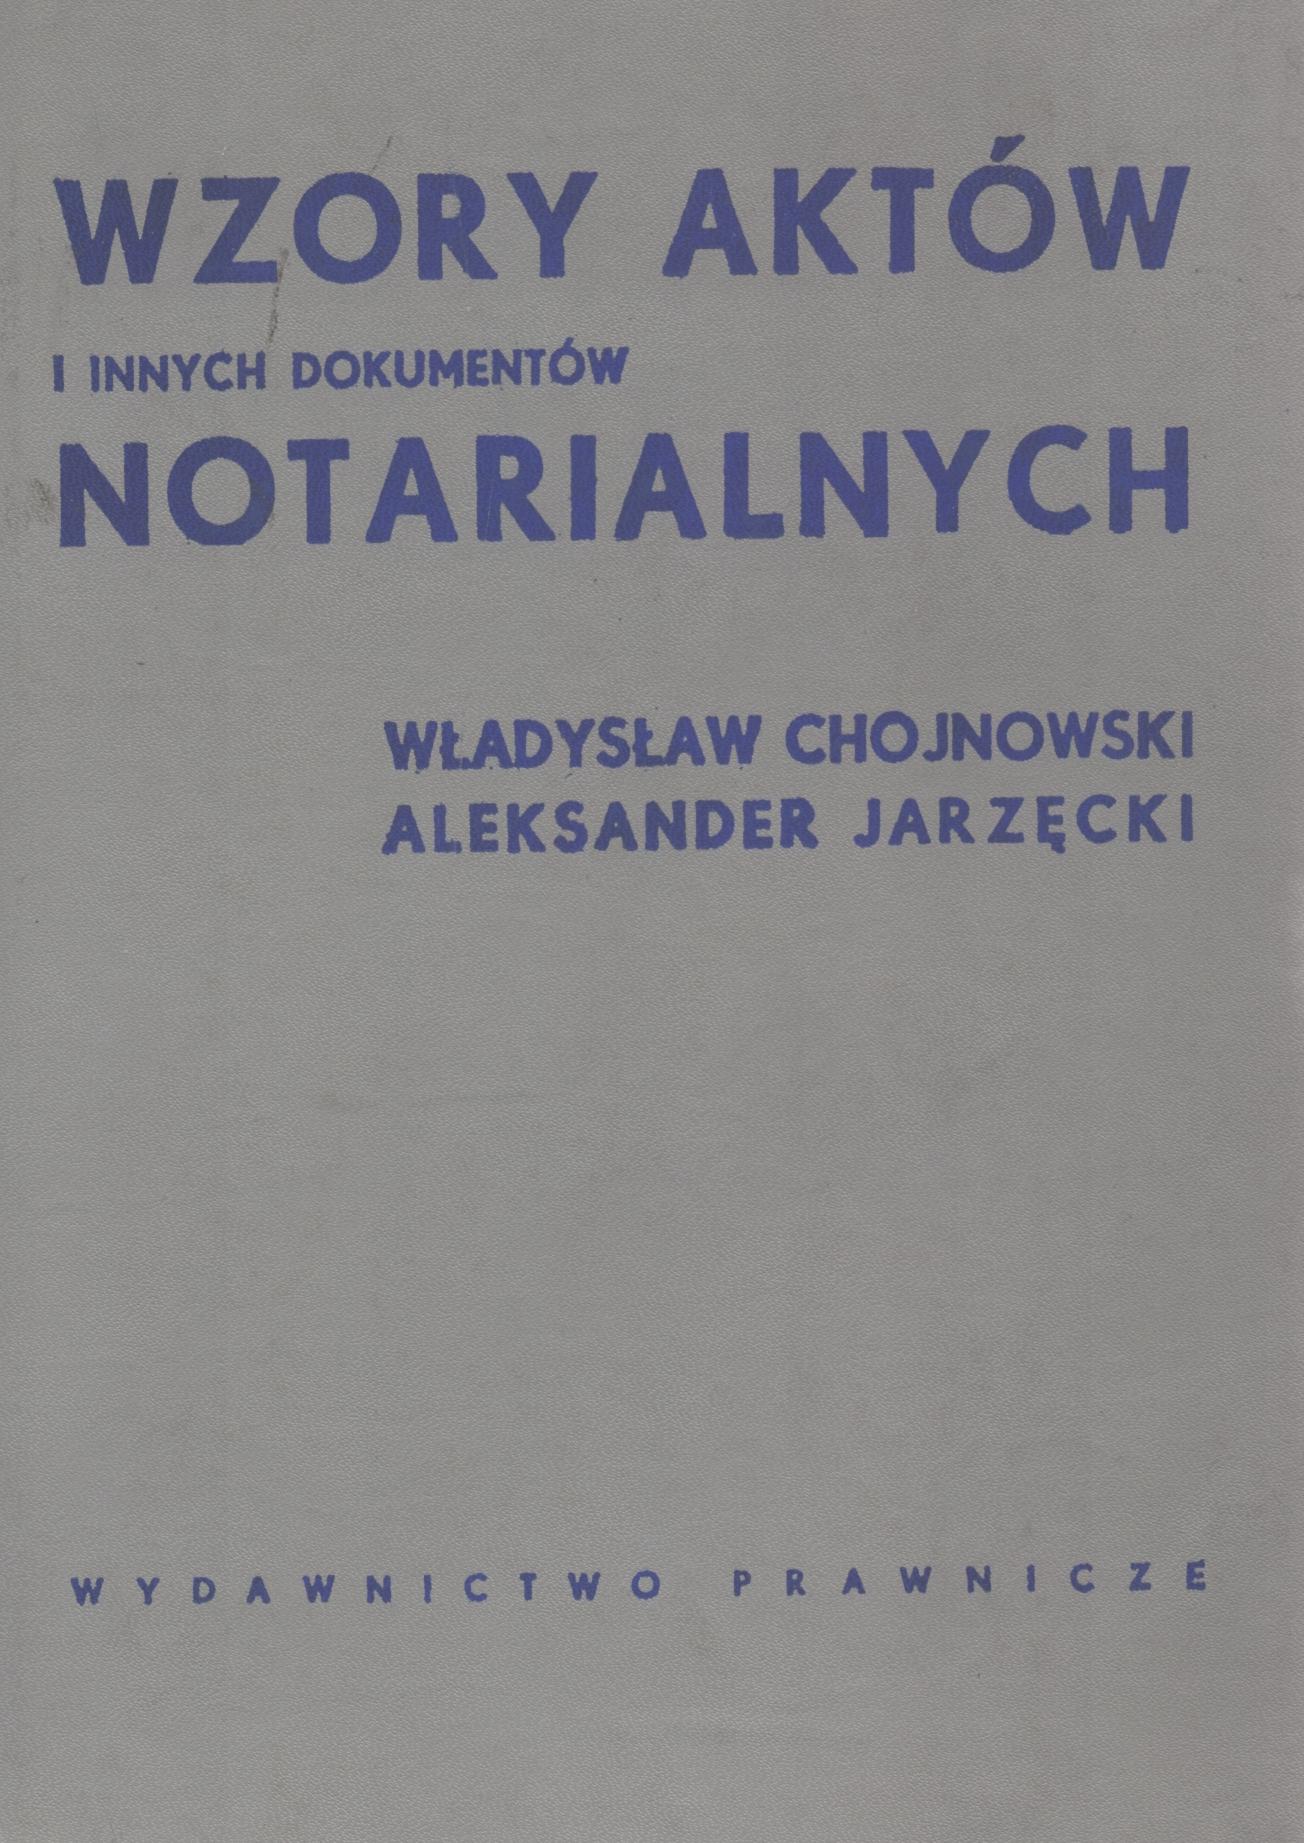 WZORY AKTÓW
I INNYCH DOKUMENTÓW
NOTARIALNYCH
WŁADYSŁAW CHOJNOWSKI
ALEKSANDER JARZĘCKI
WYDAWNICTWO PRAWNICZE